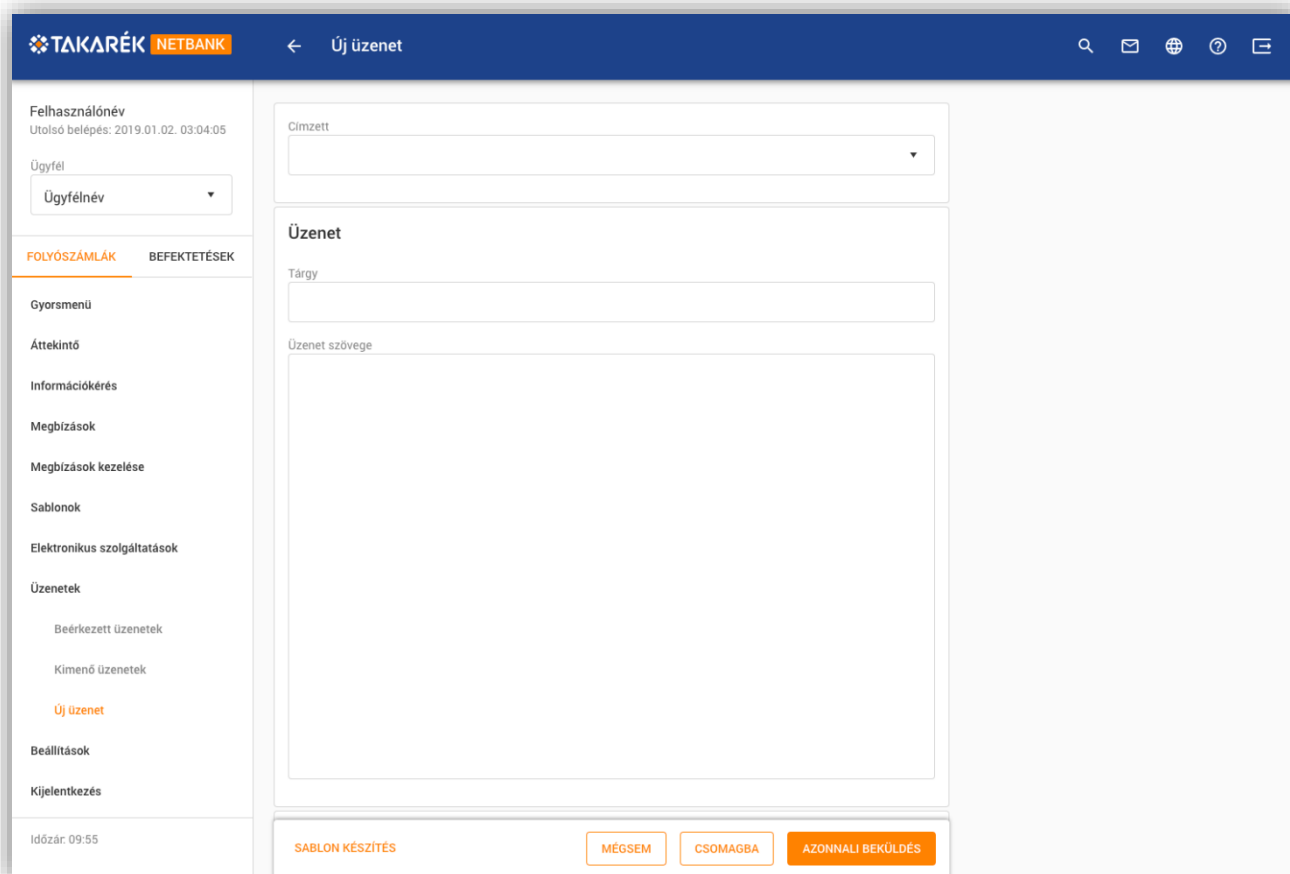 TAKARÉK NETBANK
Új üzenet
Felhasználónév
Utolsó belépés: 2019.01.02. 03:04:05
Ügyfél
Ügyfélnév
FOLYÓSZÁMLÁK BEFEKTETÉSEK
Gyorsmenü
Áttekintő
Információkérés
Megbízások
Megbízások kezelése
Sablonok
Elektronikus szolgáltatások
Üzenetek
Beérkezett üzenetek
Kimenő üzenetek
Új üzenet
Beállítások
Kijelentkezés
Időzár: 09:55
Címzett
Üzenet
Tárgy
Üzenet szövege
SABLON KÉSZÍTÉS MÉGSEM CSOMAGBA AZONNALI BEKÜLDÉS